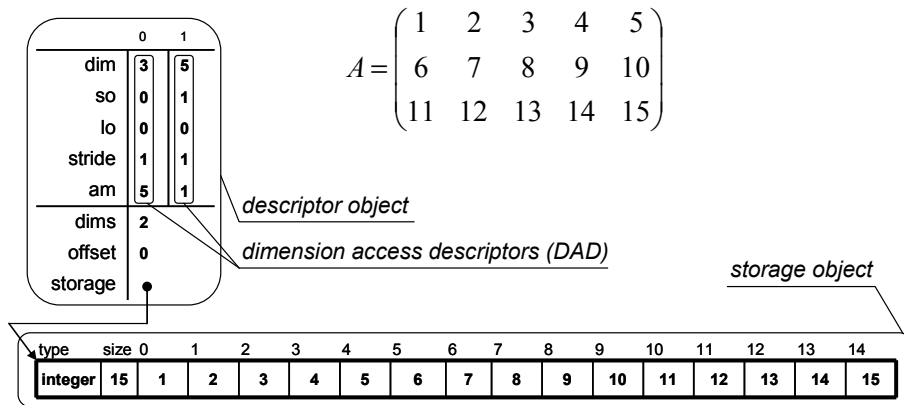 0 1
dim 3 5
so 0 1
lo 0 0
stride 1 1
am 5 1
dims 2
offset 0
storage
A = ( 1 2 3 4 5
6 7 8 9 10
11 12 13 14 15 )
descriptor object
dimension access descriptors (DAD)
storage object
type size 0 1 2 3 4 5 6 7 8 9 10 11 12 13 14
integer 15 1 2 3 4 5 6 7 8 9 10 11 12 13 14 15